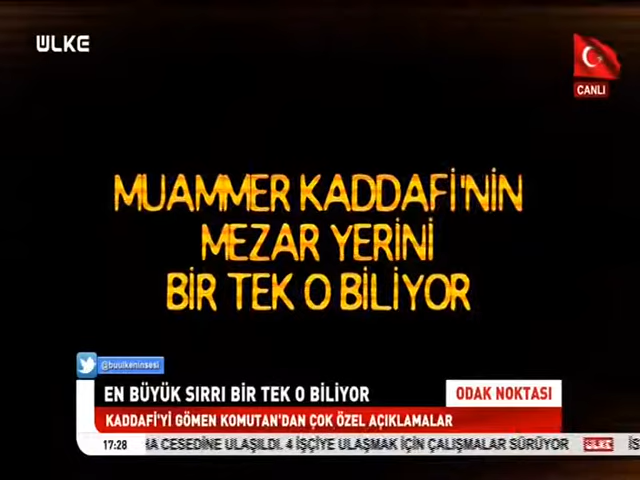 ÜLKE
CANLI
MUAMMER KADDAFİ'NİN
MEZAR YERİNİ
BİR TEK O BİLİYOR
@buulkeninsesi
EN BÜYÜK SIRRI BİR TEK O BİLİYOR
ODAK NOKTASI
KADDAFİ'Yİ GÖMEN KOMUTAN'DAN ÇOK ÖZEL AÇIKLAMALAR
17:28 CESEDİNE ULAŞILDI. 4 İŞÇİYE ULAŞMAK İÇİN ÇALIŞMALAR SÜRÜYOR ÜLKE